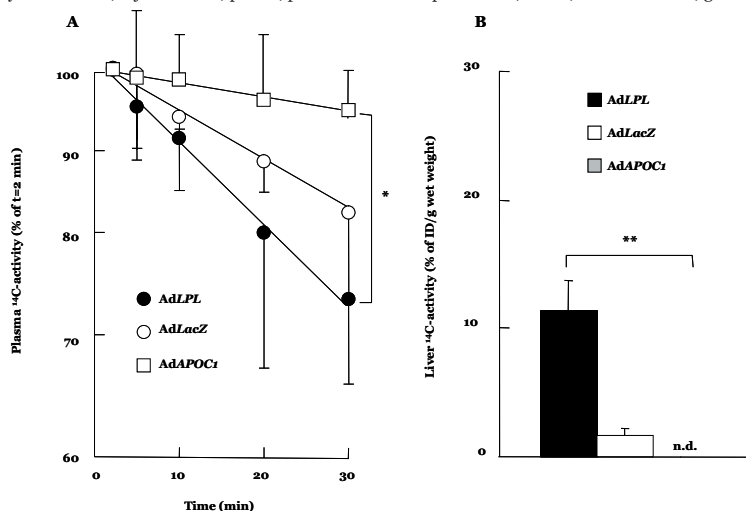 A
Plasma ¹⁴C-activity (% of t=2 min)
100
90
80
70
60
0
10
20
30
Time (min)
AdLPL
AdLacZ
AdAPOC1
*
B
Liver ¹⁴C-activity (% of ID/g wet weight)
30
20
10
0
AdLPL
AdLacZ
AdAPOC1
**
n.d.